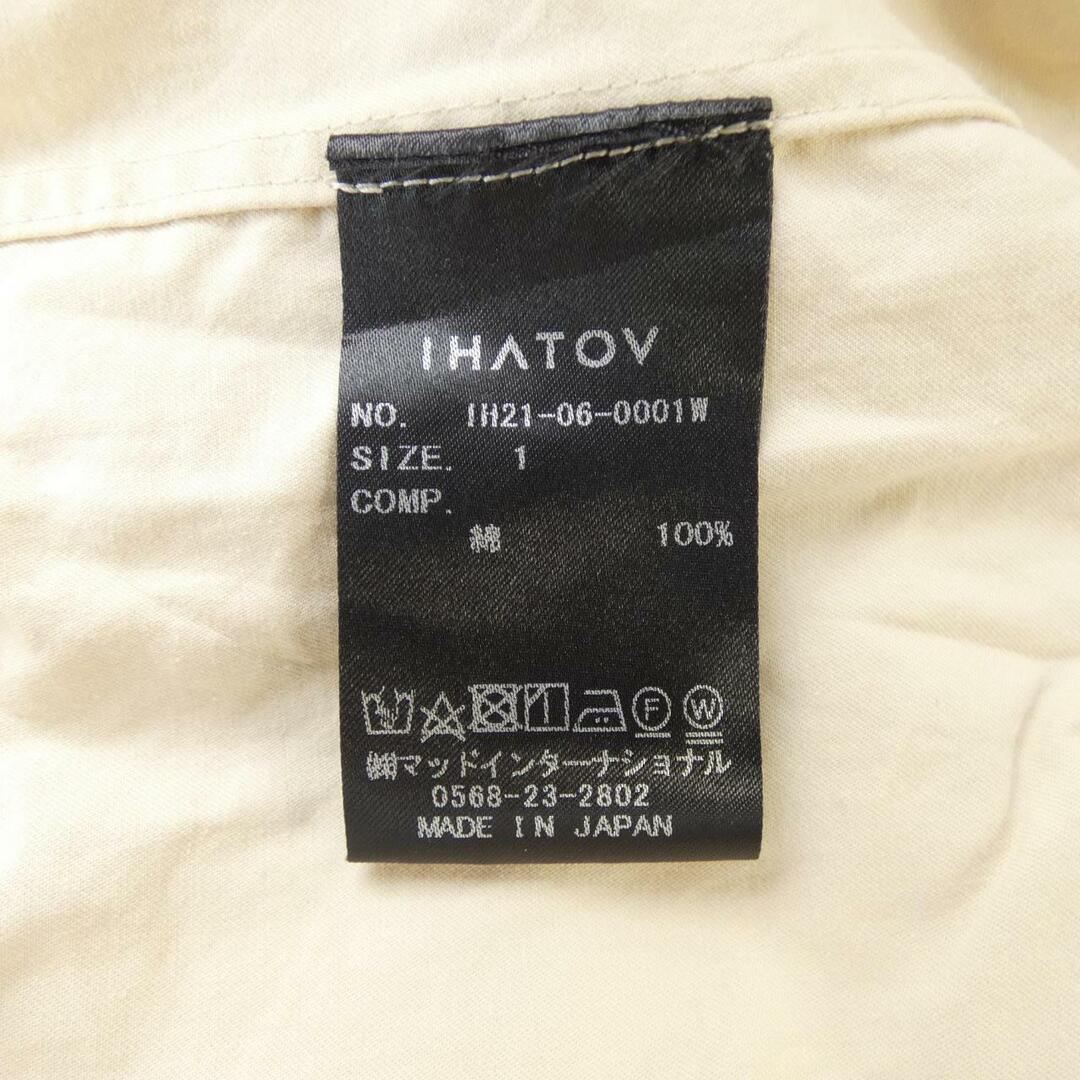 IHATOV
NO. IH21-06-0001W
SIZE. 1
COMP.
綿 100%
F W
㈱マッドインターナショナル
0568-23-2802
MADE IN JAPAN